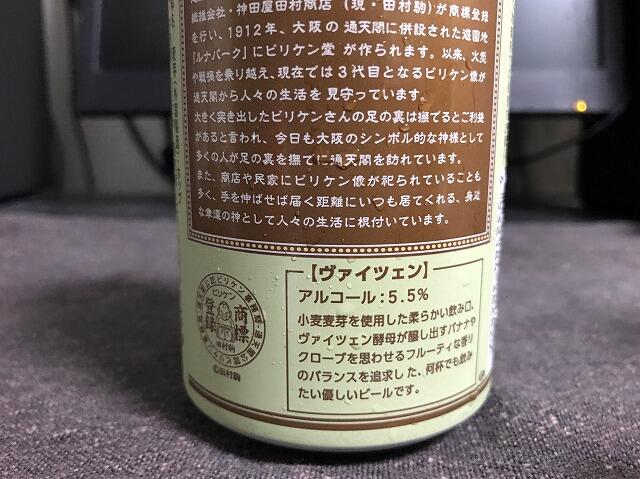 繊維会社・神田屋田村商店 (現・田村駒)が商標登録
を行い、1912年、大阪の通天閣に併設された遊園地
「ルナパーク」にビリケン堂 が作られます。以来、火災
や戦禍を乗り越え、現在では3代目となるビリケン像が
通天閣から人々の生活を 見守っています。
大きく突き出したビリケンさんの足の裏は撫でるとご利益
があると言われ、今日も大阪のシンボル的な神様として
多くの人が足の裏を撫でに通天閣を訪れています。
また、商店や民家にビリケン像が祀られていることも
多く、手を伸ばせば届く距離にいつも居てくれる、身近
な幸運の神として人々の生活に根付いています。
【ヴァイツェン】
アルコール:5.5%
小麦麦芽を使用した柔らかい飲み口、
ヴァイツェン酵母が醸し出すバナナや
クローブを思わせるフルーティな香り
のバランスを追求した、何杯でも飲み
たい優しいビールです。
ビリケン
商標
登録
田村駒
©田村駒